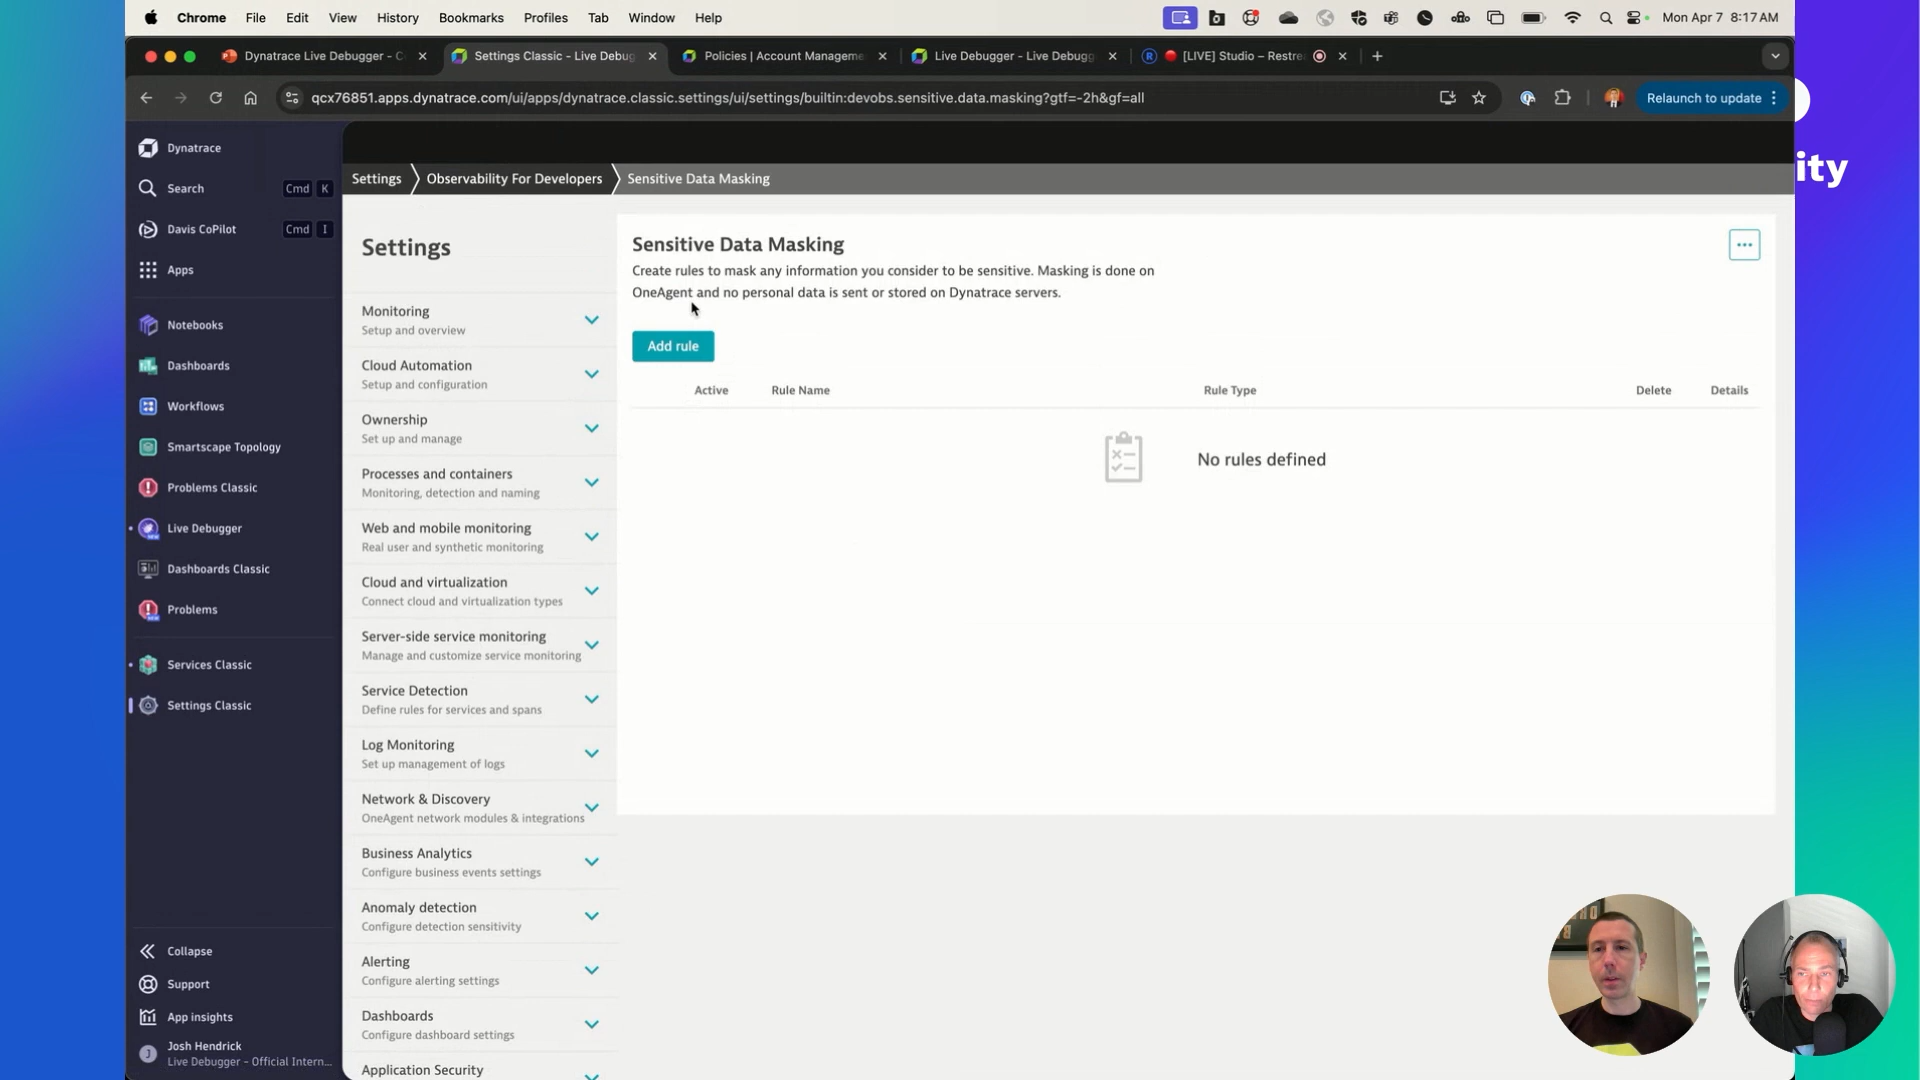 Chrome File Edit View History Bookmarks Profiles Tab Window Help
Mon Apr 7 8:17 AM
Dynatrace Live Debugger - C
Settings Classic - Live Debug
Policies | Account Manageme
Live Debugger - Live Debugg
[LIVE] Studio – Restre
qcx76851.apps.dynatrace.com/ui/apps/dynatrace.classic.settings/ui/settings/builtin:devobs.sensitive.data.masking?gtf=-2h&gf=all
Relaunch to update
ity
Dynatrace
Search Cmd K
Davis CoPilot Cmd I
Apps
Notebooks
Dashboards
Workflows
Smartscape Topology
Problems Classic
Live Debugger
Dashboards Classic
Problems
Services Classic
Settings Classic
Collapse
Support
App insights
J
Josh Hendrick
Live Debugger - Official Intern...
Settings Observability For Developers Sensitive Data Masking
Settings
Monitoring
Setup and overview
Cloud Automation
Setup and configuration
Ownership
Set up and manage
Processes and containers
Monitoring, detection and naming
Web and mobile monitoring
Real user and synthetic monitoring
Cloud and virtualization
Connect cloud and virtualization types
Server-side service monitoring
Manage and customize service monitoring
Service Detection
Define rules for services and spans
Log Monitoring
Set up management of logs
Network & Discovery
OneAgent network modules & integrations
Business Analytics
Configure business events settings
Anomaly detection
Configure detection sensitivity
Alerting
Configure alerting settings
Dashboards
Configure dashboard settings
Application Security
Sensitive Data Masking
Create rules to mask any information you consider to be sensitive. Masking is done on
OneAgent and no personal data is sent or stored on Dynatrace servers.
Add rule
Active Rule Name Rule Type Delete Details
No rules defined